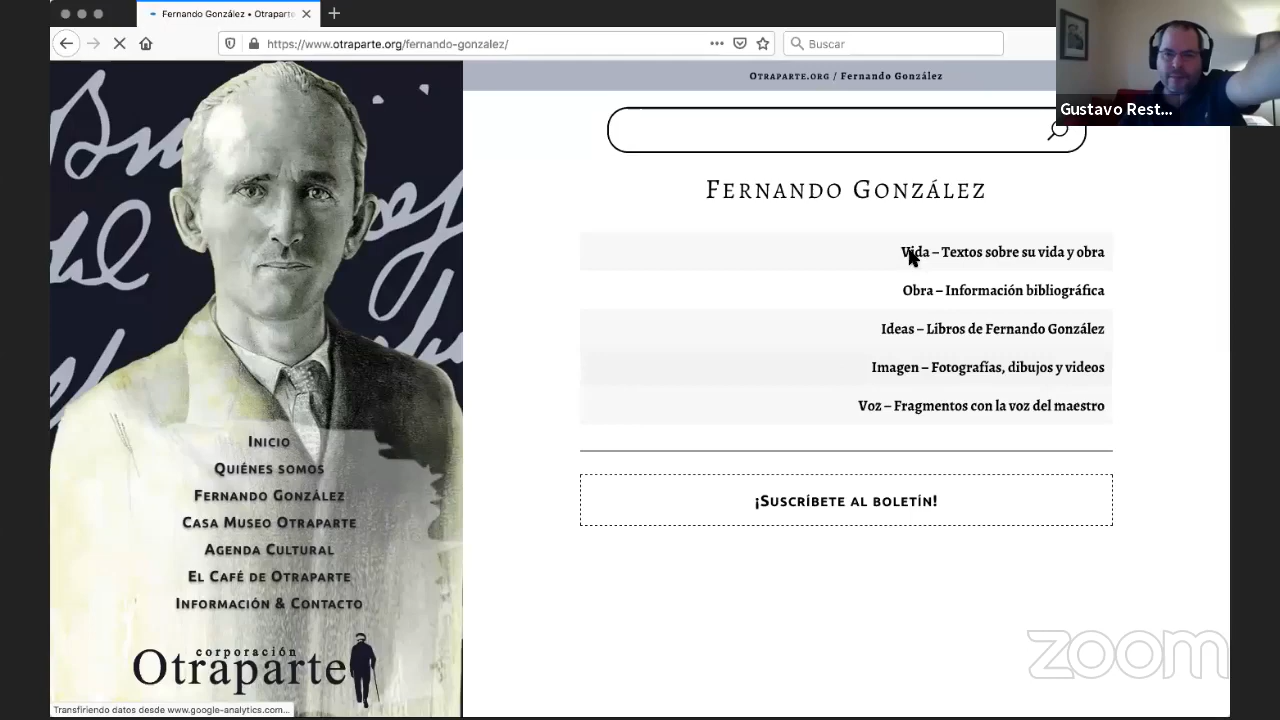 Fernando González • Otraparte
https://www.otraparte.org/fernando-gonzalez/
Buscar
Otraparte.org / Fernando González
Gustavo Rest...
Fernando González
Vida – Textos sobre su vida y obra
Obra – Información bibliográfica
Ideas – Libros de Fernando González
Imagen – Fotografías, dibujos y videos
Voz – Fragmentos con la voz del maestro
¡Suscríbete al boletín!
Inicio
Quiénes somos
Fernando González
Casa Museo Otraparte
Agenda Cultural
El Café de Otraparte
Información & Contacto
corporación
Otraparte
Transfiriendo datos desde www.google-analytics.com...
zoom